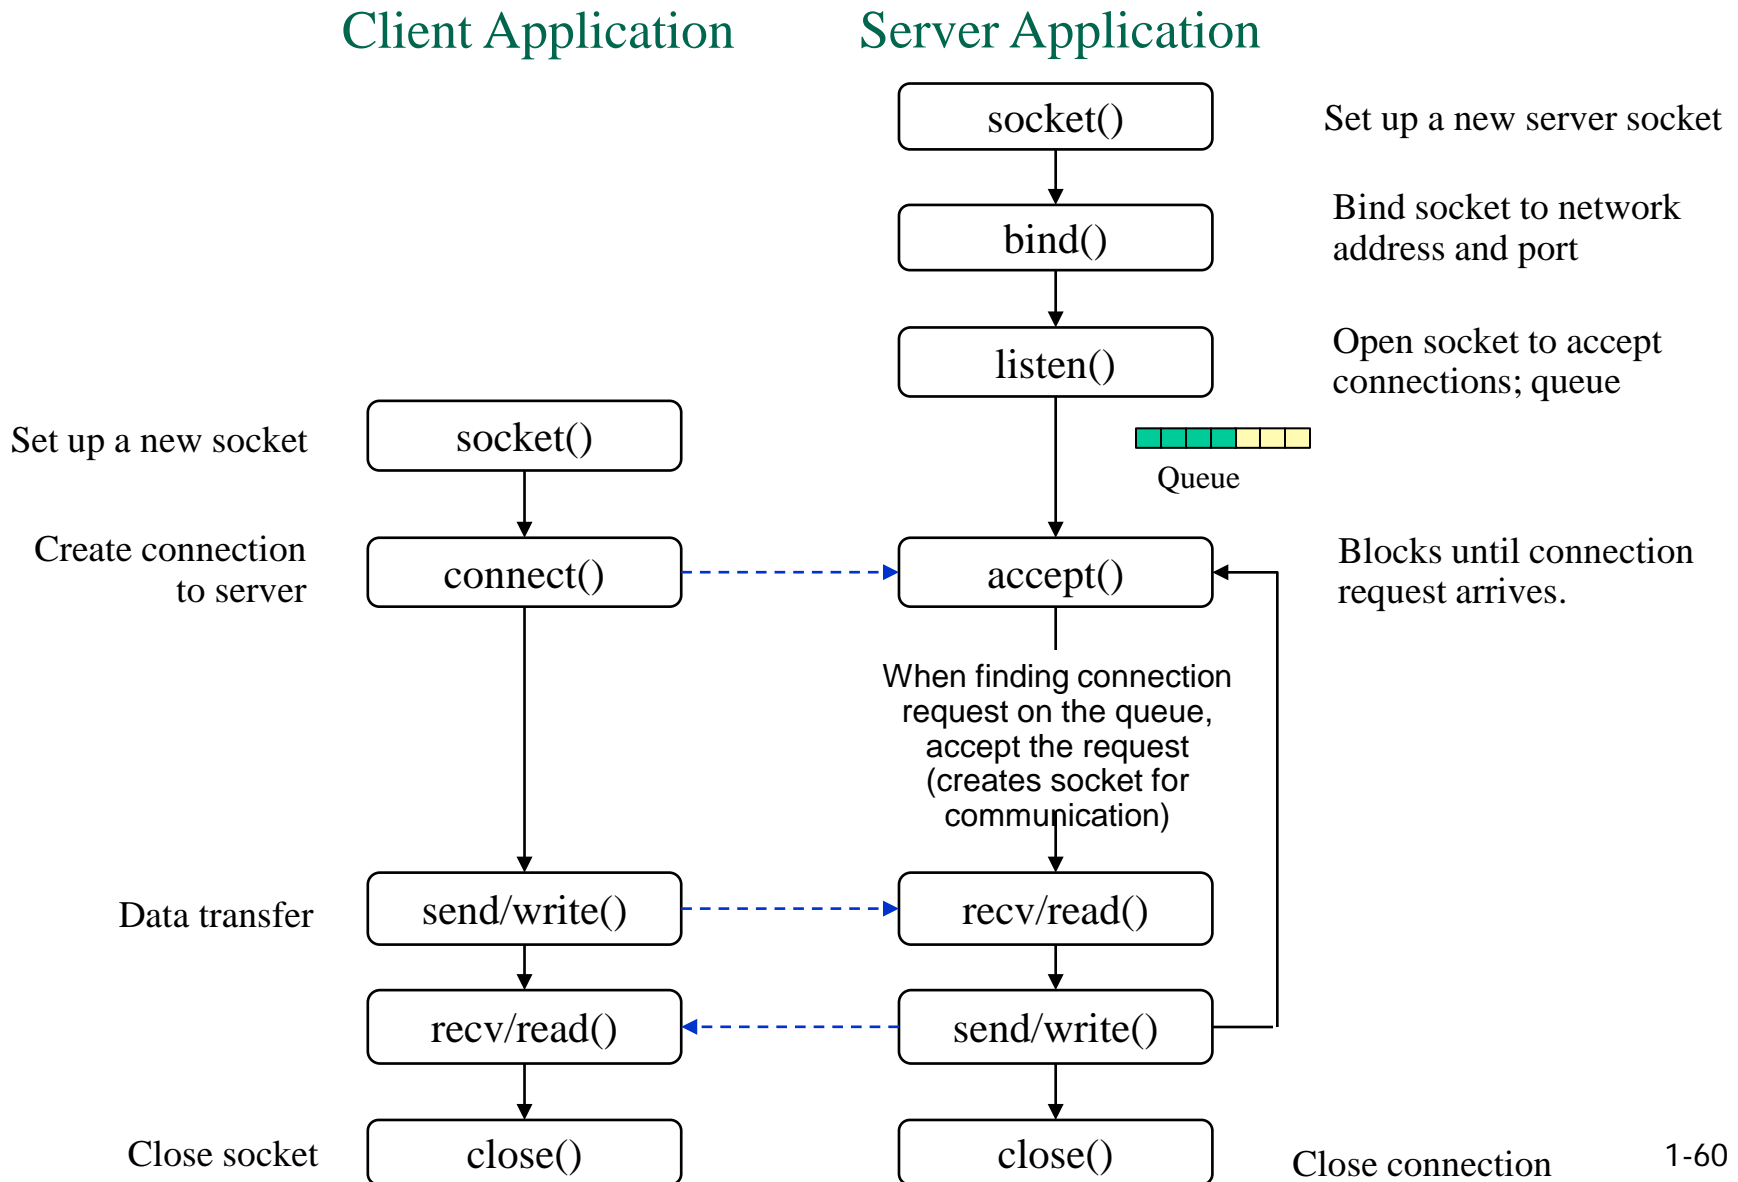 Client Application
Server Application
socket()
Set up a new server socket
bind()
Bind socket to network
address and port
listen()
Open socket to accept
connections; queue
Set up a new socket
socket()
Queue
Create connection
to server
connect()
accept()
Blocks until connection
request arrives.
When finding connection
request on the queue,
accept the request
(creates socket for
communication)
Data transfer
send/write()
recv/read()
recv/read()
send/write()
Close socket
close()
close()
Close connection
1-60